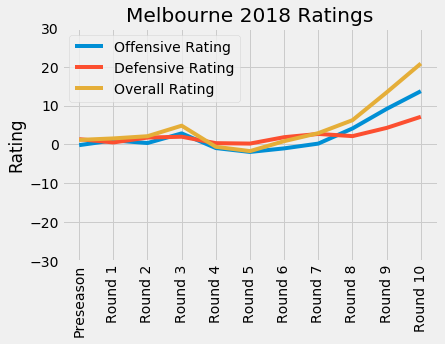 Melbourne 2018 Ratings
30
20
10
0
−10
−20
−30
Rating
Offensive Rating
Defensive Rating
Overall Rating
Preseason
Round 1
Round 2
Round 3
Round 4
Round 5
Round 6
Round 7
Round 8
Round 9
Round 10